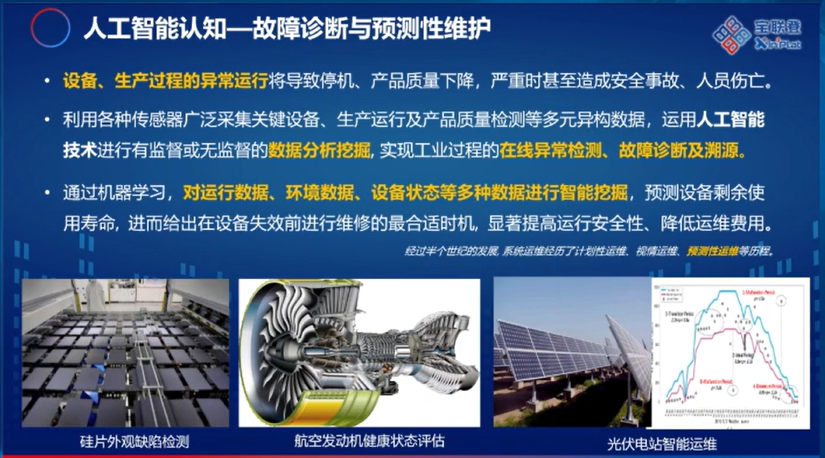 人工智能认知—故障诊断与预测性维护
宝联登
XinPLat
• 设备、生产过程的异常运行将导致停机、产品质量下降，严重时甚至造成安全事故、人员伤亡。
• 利用各种传感器广泛采集关键设备、生产运行及产品质量检测等多元异构数据，运用人工智能
技术进行有监督或无监督的数据分析挖掘, 实现工业过程的在线异常检测、故障诊断及溯源。
• 通过机器学习，对运行数据、环境数据、设备状态等多种数据进行智能挖掘，预测设备剩余使
用寿命, 进而给出在设备失效前进行维修的最合适时机，显著提高运行安全性、降低运维费用。
经过半个世纪的发展, 系统运维经历了计划性运维、视情运维、预测性运维等历程。
硅片外观缺陷检测
航空发动机健康状态评估
光伏电站智能运维